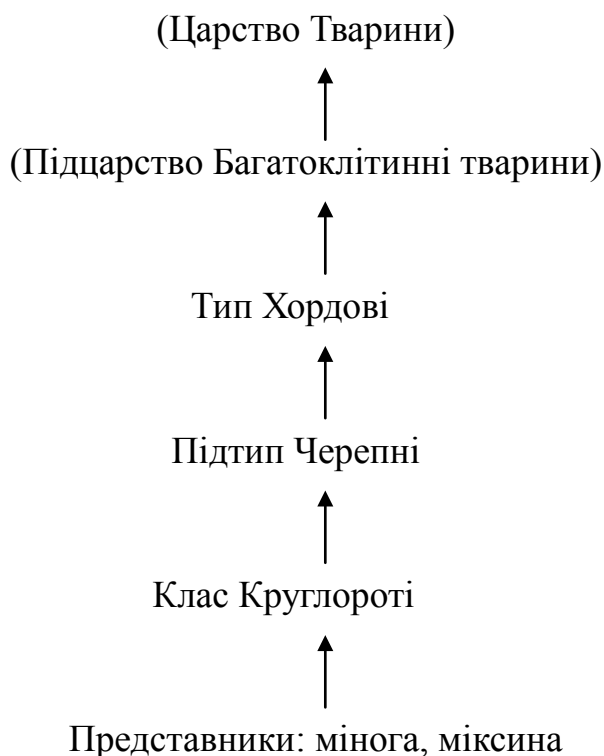 (Царство Тварини)
(Підцарство Багатоклітинні тварини)
Тип Хордові
Підтип Черепні
Клас Круглороті
Представники: мінога, міксина